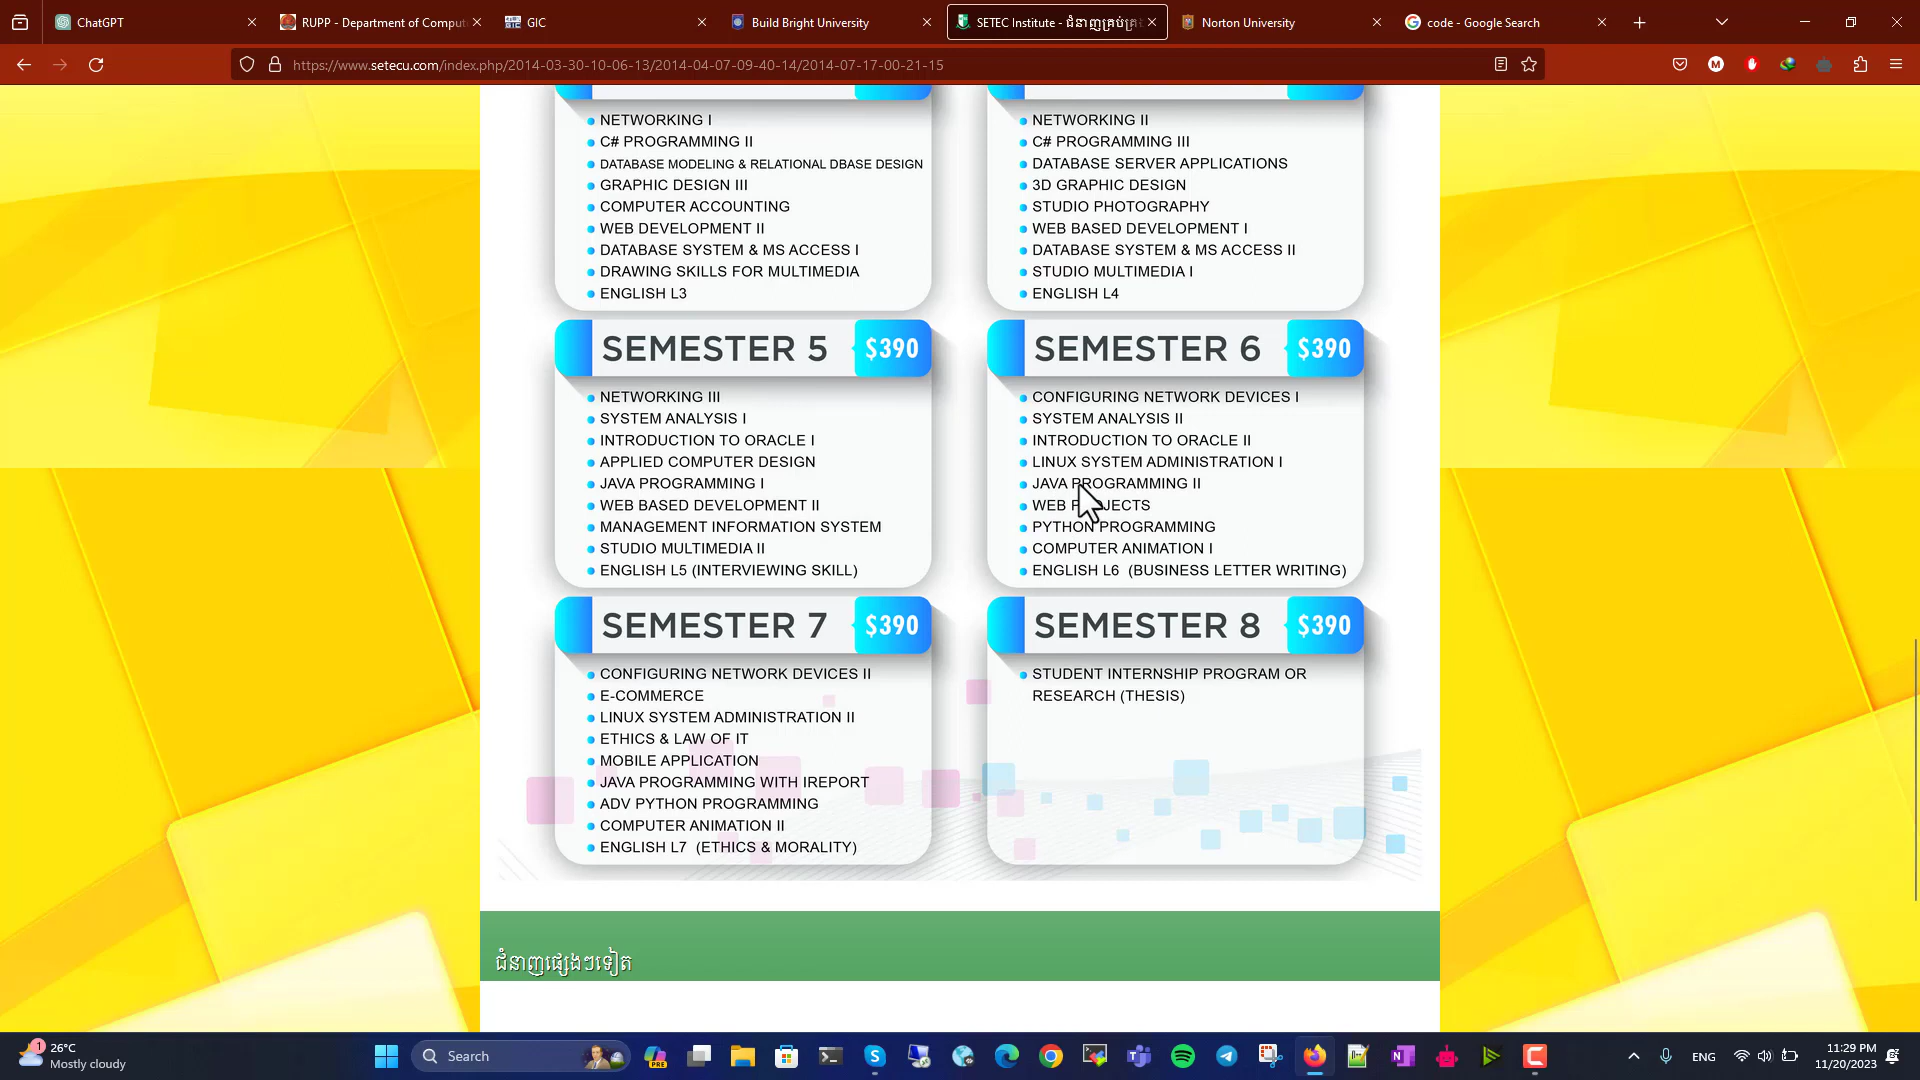 ChatGPT
RUPP - Department of Comput
GIC
Build Bright University
SETEC Institute - ជំនាញគ្រប់គ្រង
Norton University
code - Google Search
https://www.setecu.com/index.php/2014-03-30-10-06-13/2014-04-07-09-40-14/2014-07-17-00-21-15
NETWORKING I
C# PROGRAMMING II
DATABASE MODELING & RELATIONAL DBASE DESIGN
GRAPHIC DESIGN III
COMPUTER ACCOUNTING
WEB DEVELOPMENT II
DATABASE SYSTEM & MS ACCESS I
DRAWING SKILLS FOR MULTIMEDIA
ENGLISH L3
NETWORKING II
C# PROGRAMMING III
DATABASE SERVER APPLICATIONS
3D GRAPHIC DESIGN
STUDIO PHOTOGRAPHY
WEB BASED DEVELOPMENT I
DATABASE SYSTEM & MS ACCESS II
STUDIO MULTIMEDIA I
ENGLISH L4
SEMESTER 5 $390
NETWORKING III
SYSTEM ANALYSIS I
INTRODUCTION TO ORACLE I
APPLIED COMPUTER DESIGN
JAVA PROGRAMMING I
WEB BASED DEVELOPMENT II
MANAGEMENT INFORMATION SYSTEM
STUDIO MULTIMEDIA II
ENGLISH L5 (INTERVIEWING SKILL)
SEMESTER 6 $390
CONFIGURING NETWORK DEVICES I
SYSTEM ANALYSIS II
INTRODUCTION TO ORACLE II
LINUX SYSTEM ADMINISTRATION I
JAVA PROGRAMMING II
WEB PROJECTS
PYTHON PROGRAMMING
COMPUTER ANIMATION I
ENGLISH L6 (BUSINESS LETTER WRITING)
SEMESTER 7 $390
CONFIGURING NETWORK DEVICES II
E-COMMERCE
LINUX SYSTEM ADMINISTRATION II
ETHICS & LAW OF IT
MOBILE APPLICATION
JAVA PROGRAMMING WITH IREPORT
ADV PYTHON PROGRAMMING
COMPUTER ANIMATION II
ENGLISH L7 (ETHICS & MORALITY)
SEMESTER 8 $390
STUDENT INTERNSHIP PROGRAM OR
RESEARCH (THESIS)
ជំនាញផ្សេងៗទៀត
1
26°C
Mostly cloudy
Search
PRE
ENG
11:29 PM
11/20/2023